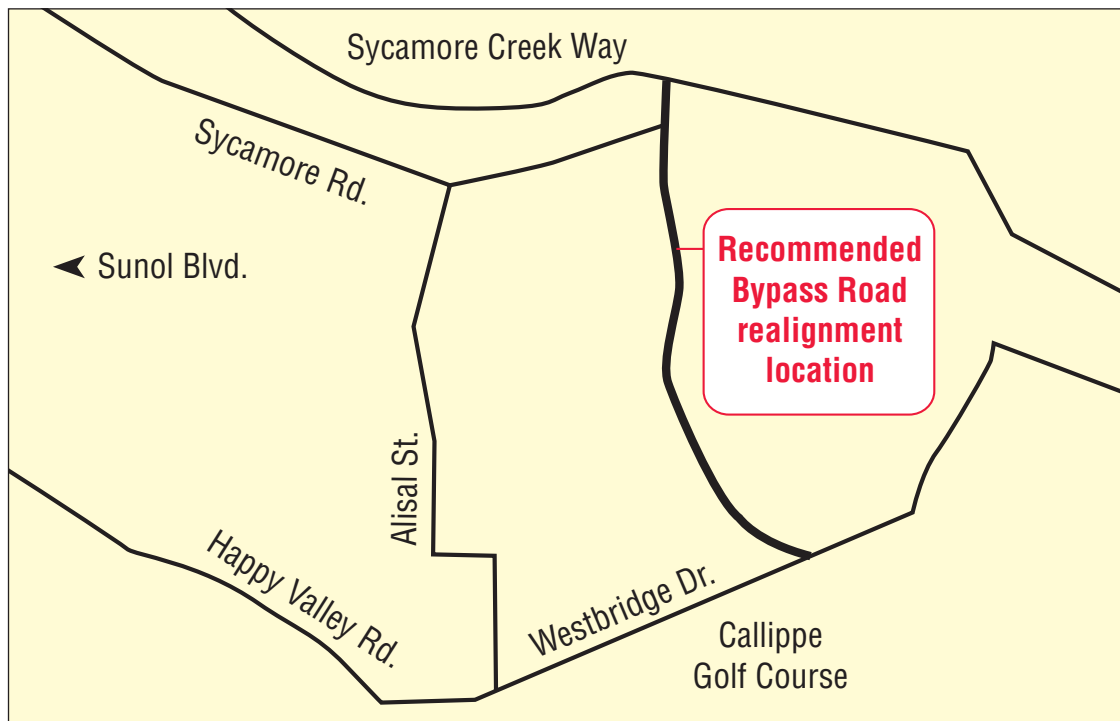 Sycamore Creek Way
Sycamore Rd.
Sunol Blvd.
Recommended
Bypass Road
realignment
location
Alisal St.
Happy Valley Rd.
Westbridge Dr.
Callippe
Golf Course